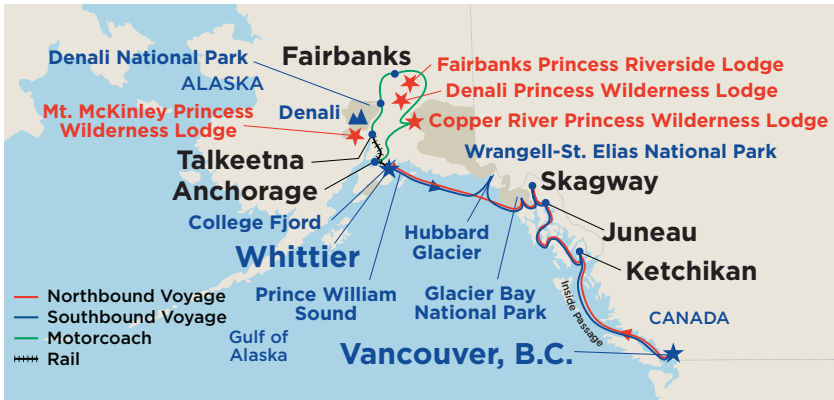 Denali National Park
Fairbanks
Fairbanks Princess Riverside Lodge
ALASKA
Denali Princess Wilderness Lodge
Mt. McKinley Princess
Wilderness Lodge
Denali
Copper River Princess Wilderness Lodge
Talkeetna
Wrangell-St. Elias National Park
Anchorage
Skagway
College Fjord
Juneau
Whittier
Hubbard
Glacier
Ketchikan
Northbound Voyage
Southbound Voyage
Motorcoach
Rail
Prince William
Sound
Glacier Bay
National Park
Inside Passage
CANADA
Gulf of
Alaska
Vancouver, B.C.